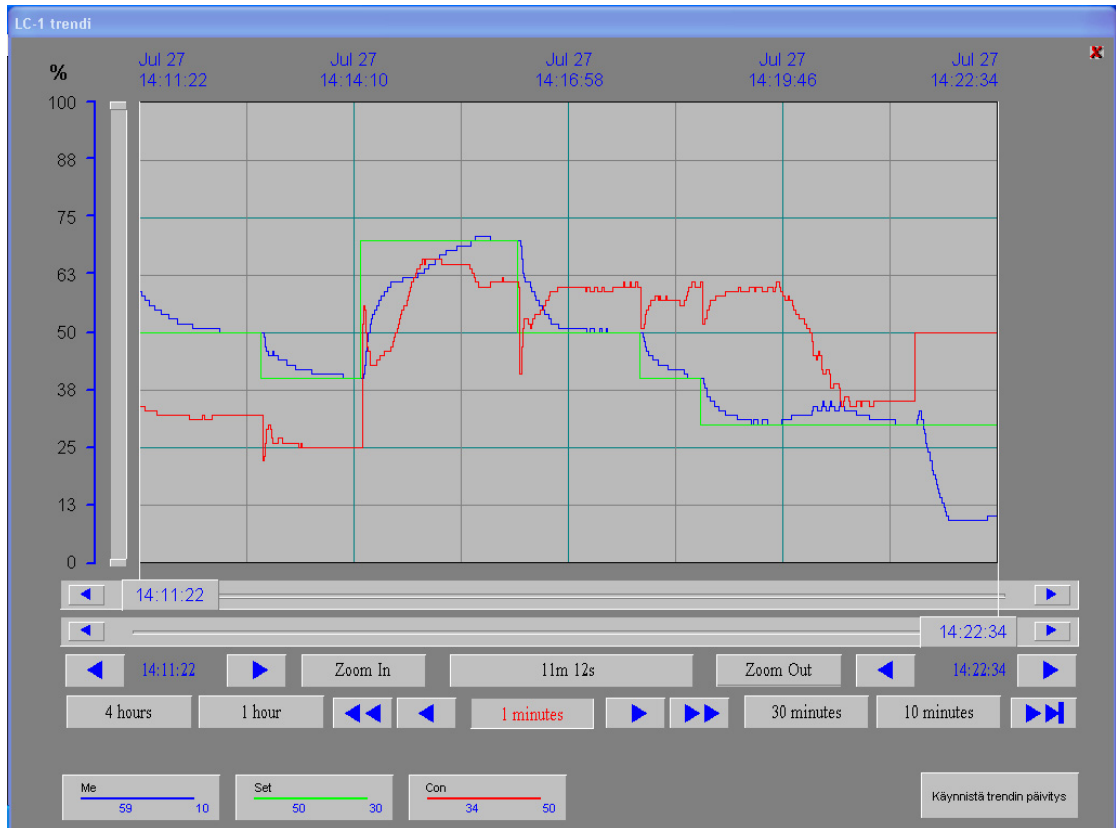 LC-1 trendi
%
Jul 27 Jul 27 Jul 27 Jul 27 Jul 27
14:11:22 14:14:10 14:16:58 14:19:46 14:22:34
100
88
75
63
50
38
25
13
0
14:11:22
14:22:34
14:11:22 Zoom In 11m 12s Zoom Out 14:22:34
4 hours 1 hour 1 minutes 30 minutes 10 minutes
Me Set Con
59 10 50 30 34 50
Käynnistä trendin päivitys